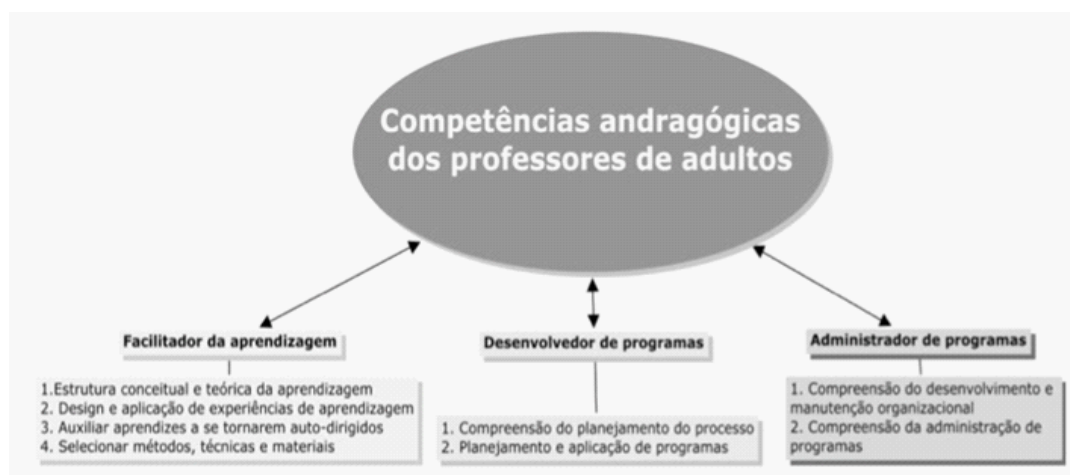 Competências andragógicas
dos professores de adultos
Facilitador da aprendizagem
1.Estrutura conceitual e teórica da aprendizagem
2. Design e aplicação de experiências de aprendizagem
3. Auxiliar aprendizes a se tornarem auto-dirigidos
4. Selecionar métodos, técnicas e materiais
Desenvolvedor de programas
1. Compreensão do planejamento do processo
2. Planejamento e aplicação de programas
Administrador de programas
1. Compreensão do desenvolvimento e
manutenção organizacional
2. Compreensão da administração de
programas